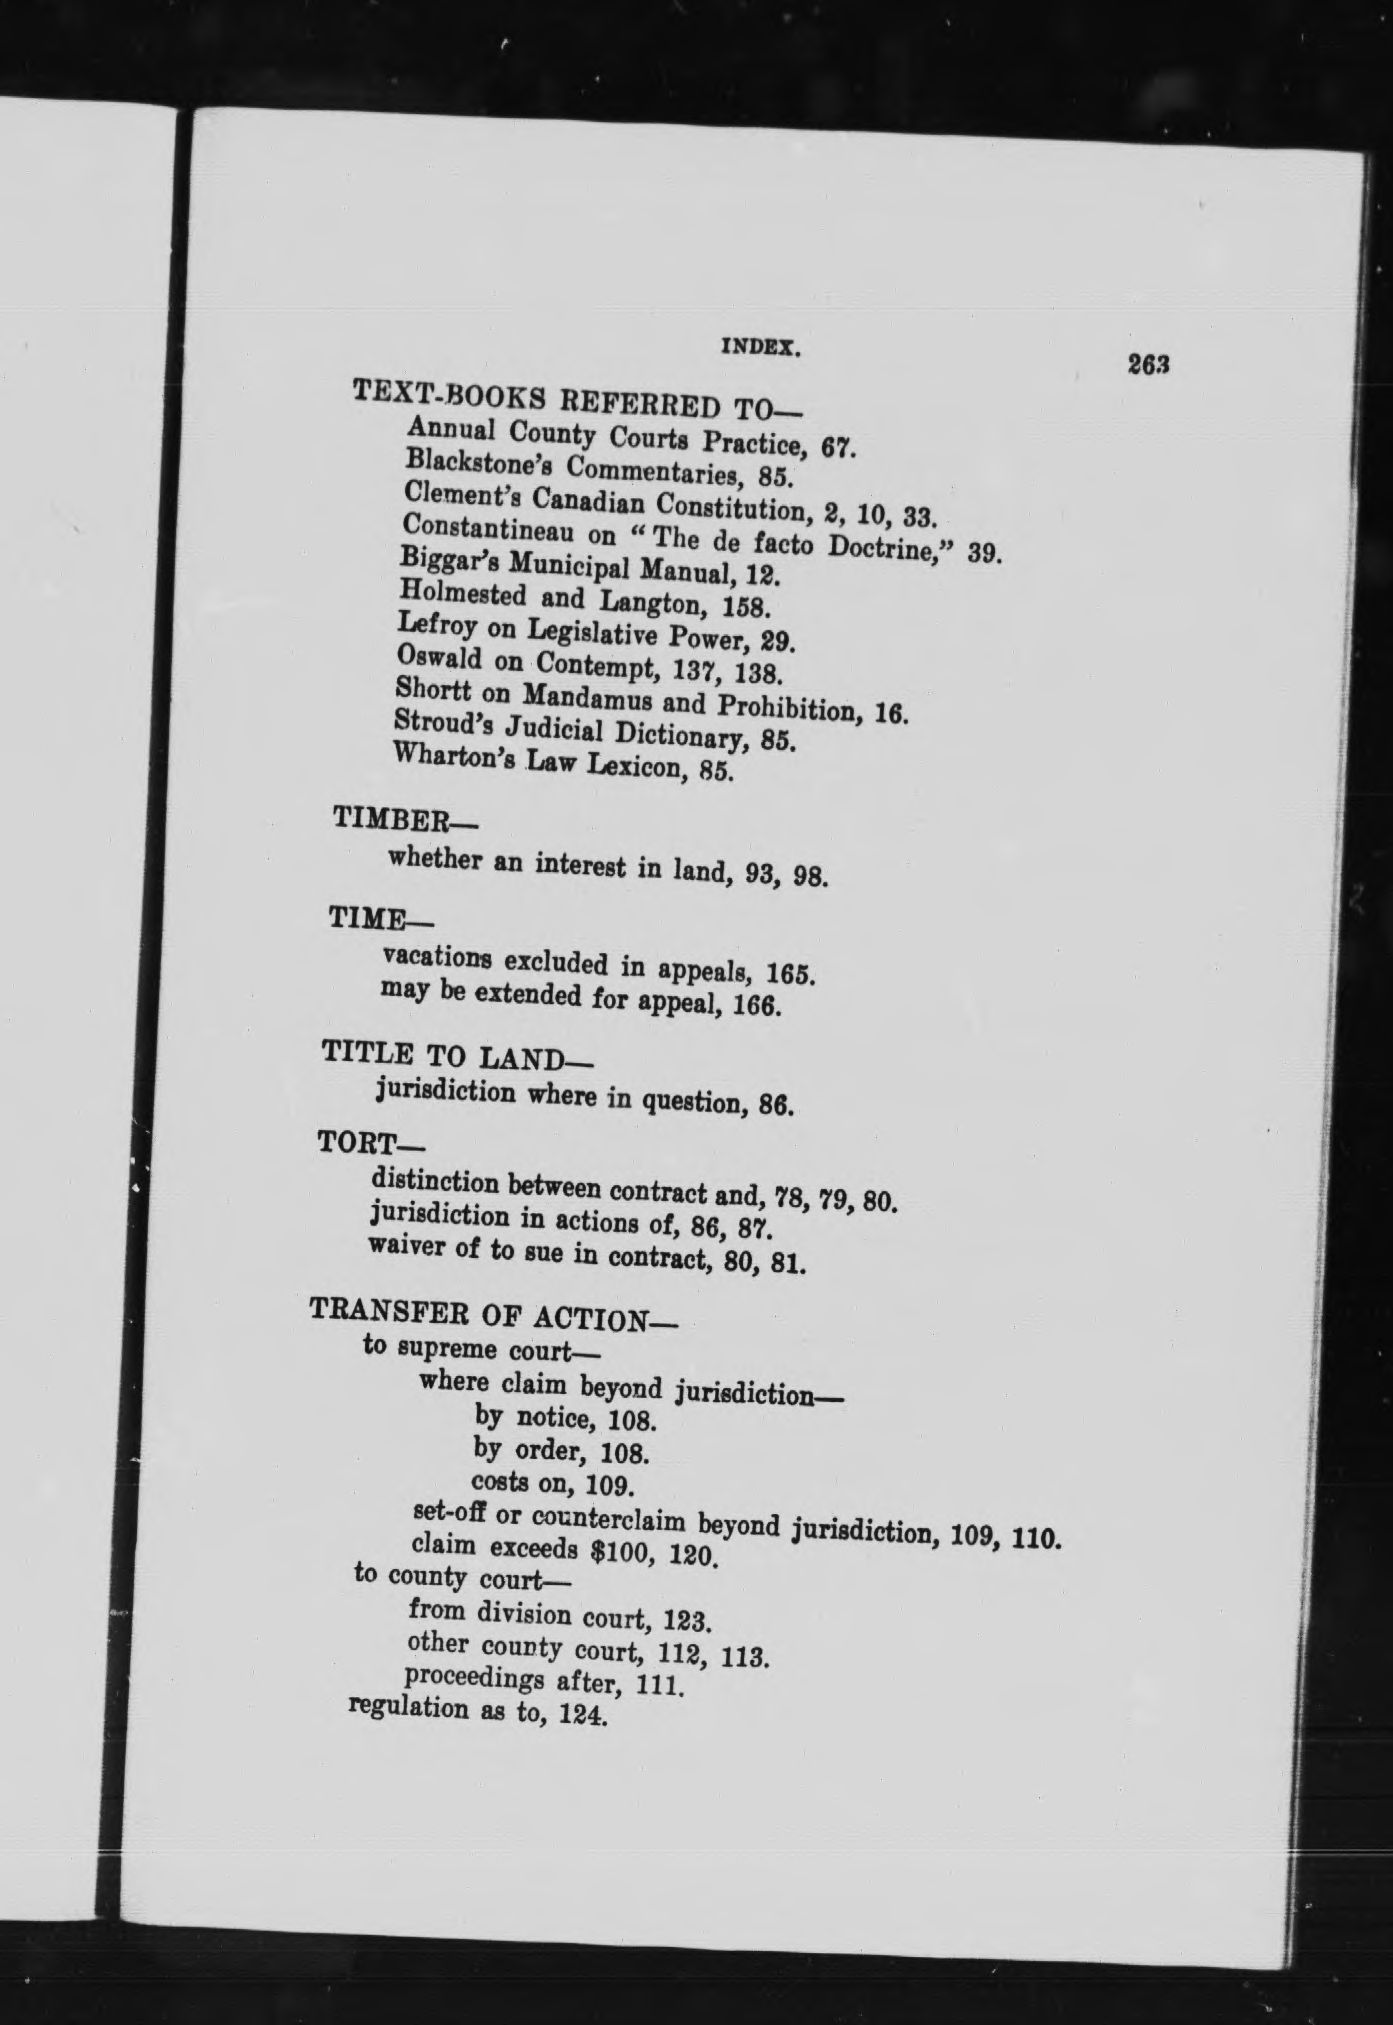 INDEX.
263
TEXT-BOOKS REFERRED TO—
Annual County Courts Practice, 67.
Blackstone's Commentaries, 85.
Clement's Canadian Constitution, 2, 10, 33.
Constantineau on " The de facto Doctrine," 39.
Biggar's Municipal Manual, 12.
Holmested and Langton, 158.
Lefroy on Legislative Power, 29.
Oswald on Contempt, 137, 138.
Shortt on Mandamus and Prohibition, 16.
Stroud's Judicial Dictionary, 85.
Wharton's Law Lexicon, 85.
TIMBER—
whether an interest in land, 93, 98.
TIME—
vacations excluded in appeals, 165.
may be extended for appeal, 166.
TITLE TO LAND—
jurisdiction where in question, 86.
TORT—
distinction between contract and, 78, 79, 80.
jurisdiction in actions of, 86, 87.
waiver of to sue in contract, 80, 81.
TRANSFER OF ACTION—
to supreme court—
where claim beyond jurisdiction—
by notice, 108.
by order, 108.
costs on, 109.
set-off or counterclaim beyond jurisdiction, 109, 110.
claim exceeds $100, 120.
to county court—
from division court, 123.
other county court, 112, 113.
proceedings after, 111.
regulation as to, 124.